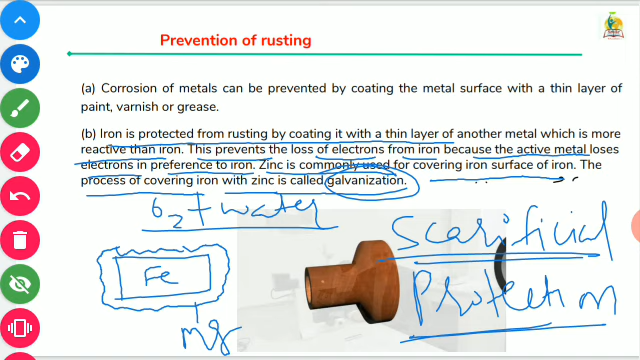 Prevention of rusting
(a) Corrosion of metals can be prevented by coating the metal surface with a thin layer of
paint, varnish or grease.
(b) Iron is protected from rusting by coating it with a thin layer of another metal which is more
reactive than iron. This prevents the loss of electrons from iron because the active metal loses
electrons in preference to iron. Zinc is commonly used for covering iron surface of iron. The
process of covering iron with zinc is called galvanization.
O2 + water
Scarificial
Protection
Fe
mg